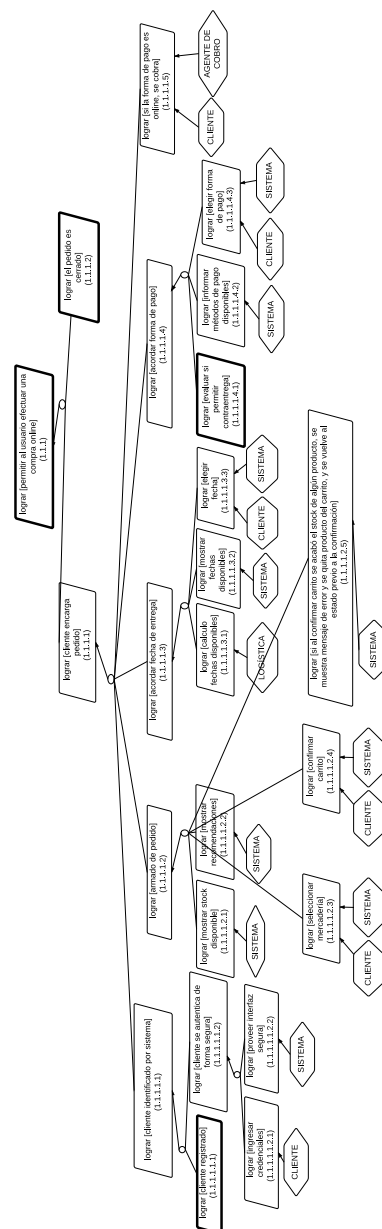 lograr [permitir al usuario efectuar una
compra online]
(1.1.1)
lograr [cliente encarga
pedido]
(1.1.1.1)
lograr [el pedido es
cerrado]
(1.1.1.2)
lograr [cliente identificado por sistema]
(1.1.1.1.1)
lograr [armado de pedido]
(1.1.1.1.2)
lograr [acordar fecha de entrega]
(1.1.1.1.3)
lograr [acordar forma de pago]
(1.1.1.1.4)
lograr [si la forma de pago es
online, se cobra]
(1.1.1.1.5)
CLIENTE
AGENTE DE
COBRO
lograr [cliente registrado]
(1.1.1.1.1.1)
lograr [cliente se autentica de
forma segura]
(1.1.1.1.1.2)
lograr [mostrar stock
disponible]
(1.1.1.1.2.1)
SISTEMA
lograr [mostrar
recomendaciones]
(1.1.1.1.2.2)
SISTEMA
lograr [calculo
fechas disponibles]
(1.1.1.1.3.1)
LOGÍSTICA
lograr [mostrar
fechas
disponibles]
(1.1.1.1.3.2)
SISTEMA
lograr [elegir
fecha]
(1.1.1.1.3.3)
CLIENTE
SISTEMA
lograr [evaluar si
permitir
contraentrega]
(1.1.1.1.4.1)
lograr [informar
métodos de pago
disponibles]
(1.1.1.1.4.2)
SISTEMA
lograr [elegir forma
de pago]
(1.1.1.1.4.3)
CLIENTE
SISTEMA
lograr [ingresar
credenciales]
(1.1.1.1.1.2.1)
CLIENTE
lograr [proveer interfaz
segura]
(1.1.1.1.1.2.2)
SISTEMA
lograr [seleccionar
mercadería]
(1.1.1.1.2.3)
CLIENTE
SISTEMA
lograr [confirmar
carrito]
(1.1.1.1.2.4)
CLIENTE
SISTEMA
lograr [si al confirmar carrito se acabó el stock de algún producto, se
muestra mensaje de error y se quita producto del carrito, y se vuelve al
estado previo a la confirmación]
(1.1.1.1.2.5)
SISTEMA